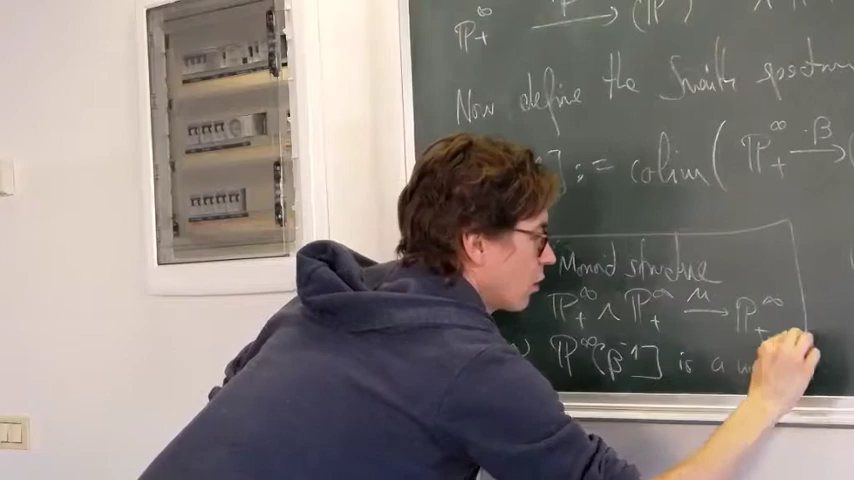 ℙ₊^∞ ⟶ (ℙ
Now define the Snaith spectrum
] := colim (ℙ₊^∞ —β→
Monoid structure
ℙ₊^∞ ∧ ℙ₊^∞ —μ→ ℙ₊^∞
ℙ^∞[β⁻¹] is a